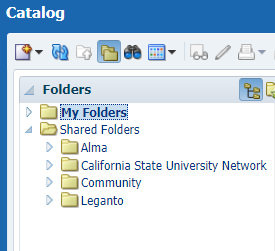 Catalog
Folders
My Folders
Shared Folders
Alma
California State University Network
Community
Leganto